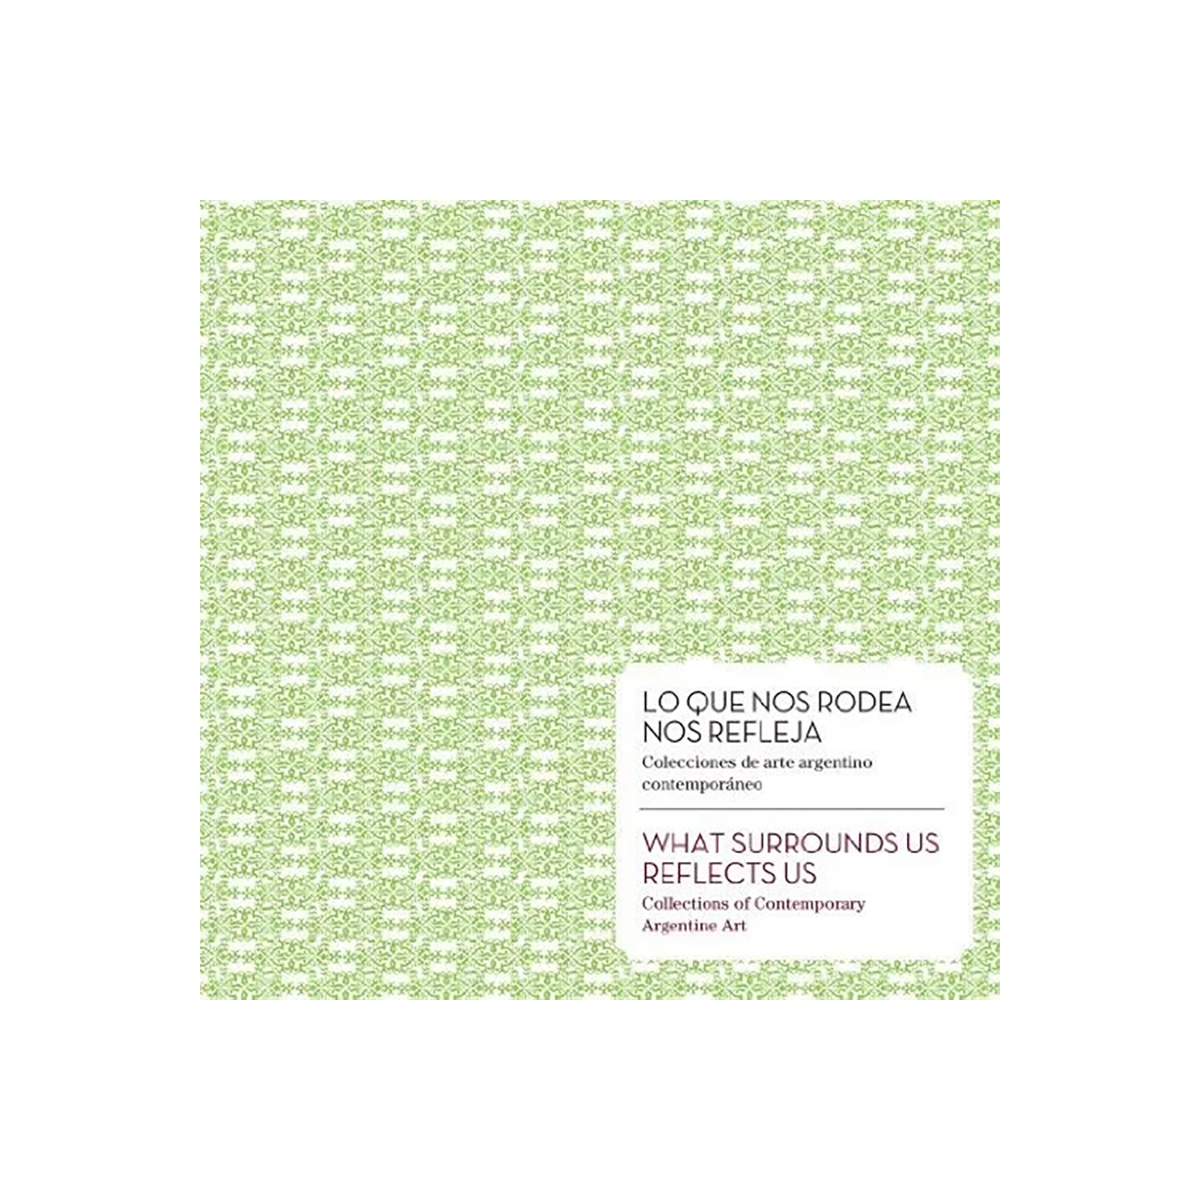 LO QUE NOS RODEA
NOS REFLEJA
Colecciones de arte argentino
contemporáneo
WHAT SURROUNDS US
REFLECTS US
Collections of Contemporary
Argentine Art